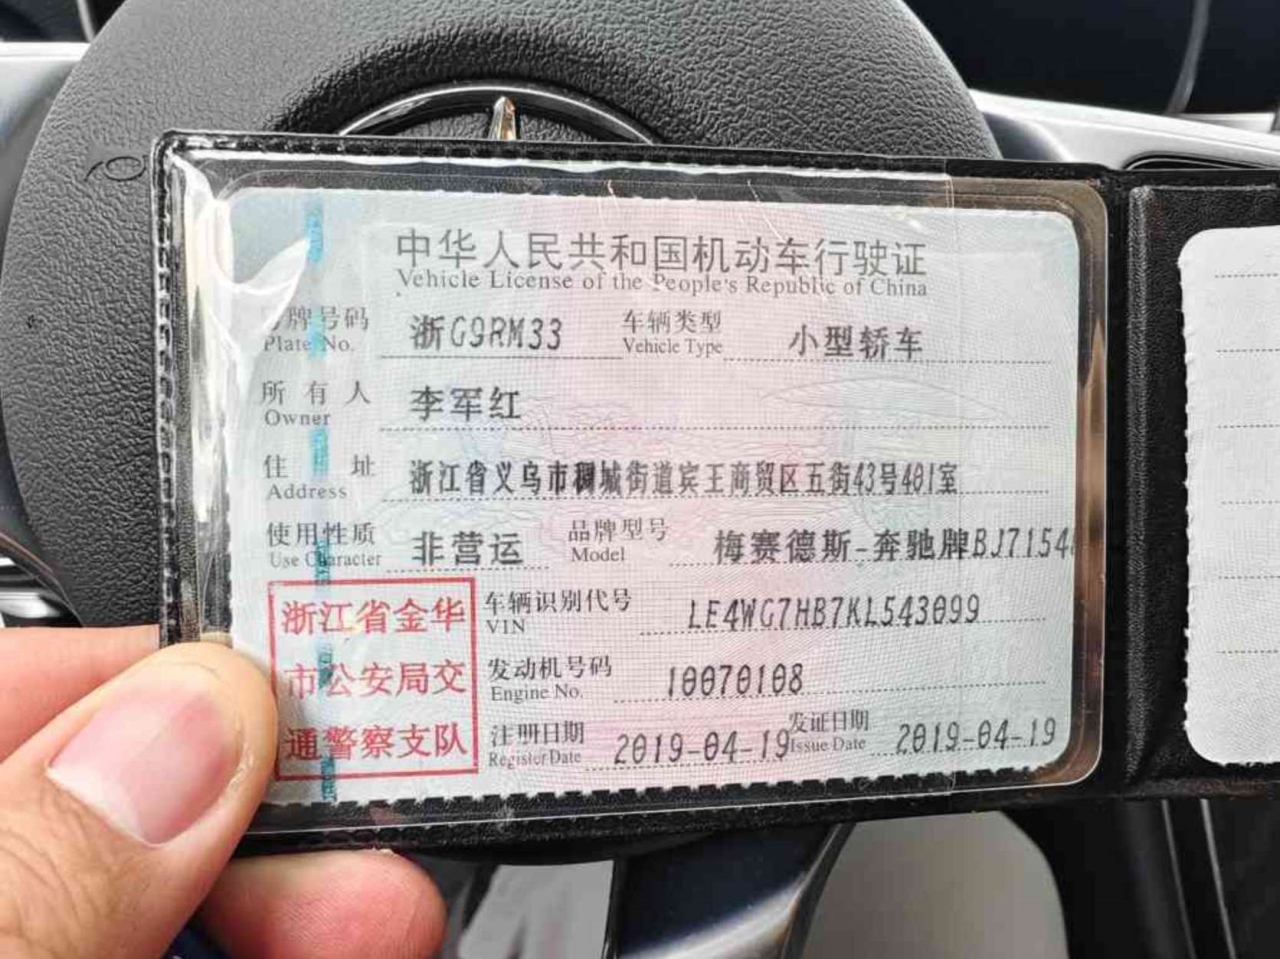 中华人民共和国机动车行驶证
Vehicle License of the People's Republic of China
号牌号码 浙G9RM33 车辆类型 小型轿车
Plate No. Vehicle Type
所有人 李军红
Owner
住址 浙江省义乌市稠城街道宾王商贸区五街43号401室
Address
使用性质 非营运 品牌型号 梅赛德斯-奔驰牌BJ7154
Use Character Model
浙江省金华
市公安局交
通警察支队
车辆识别代号 LE4WG7HB7KL543099
VIN
发动机号码 10070108
Engine No.
注册日期 2019-04-19 发证日期 2019-04-19
Register Date Issue Date